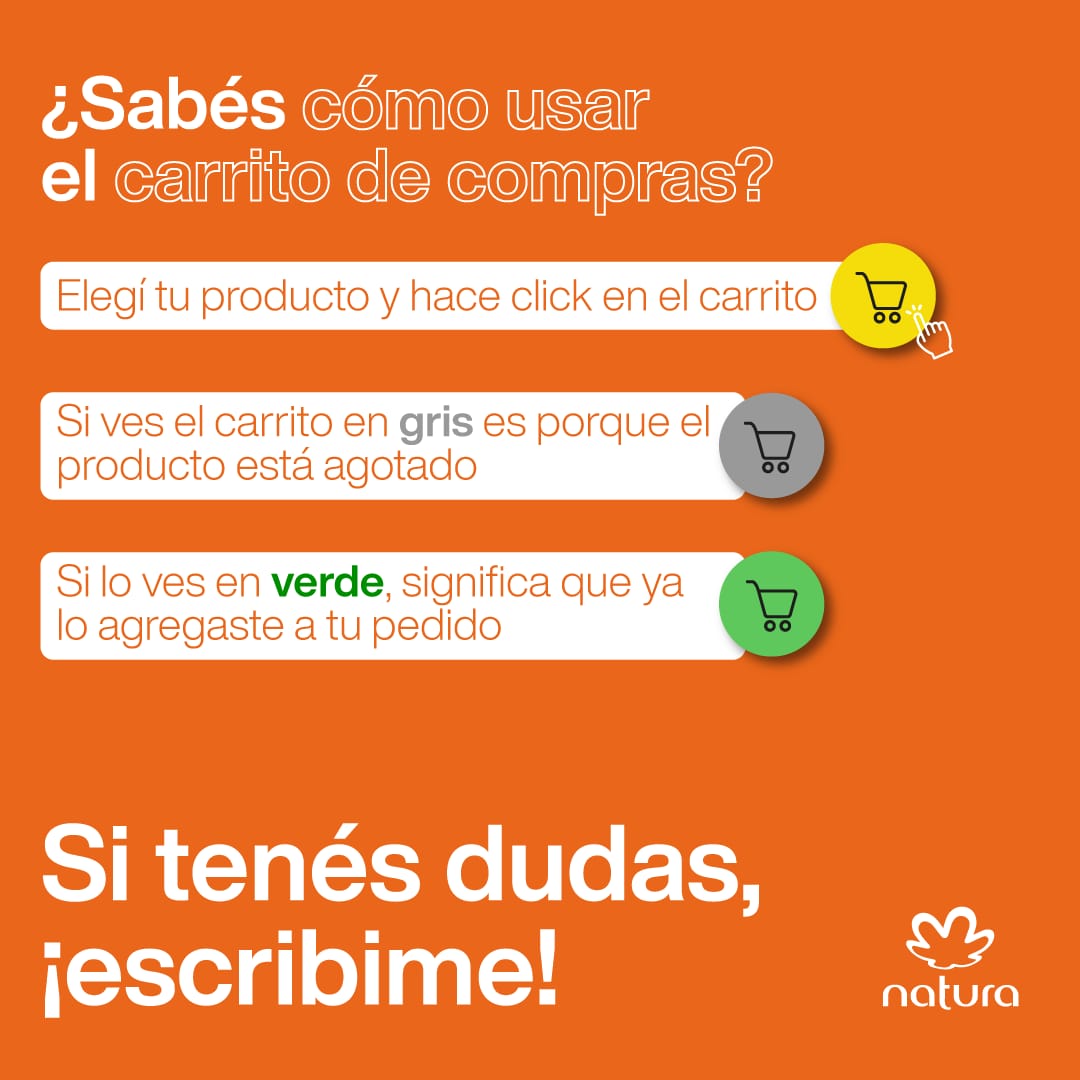 ¿Sabés cómo usar
el carrito de compras?
Elegí tu producto y hace click en el carrito
Si ves el carrito en gris es porque el
producto está agotado
Si lo ves en verde, significa que ya
lo agregaste a tu pedido
Si tenés dudas,
¡escribime!
natura